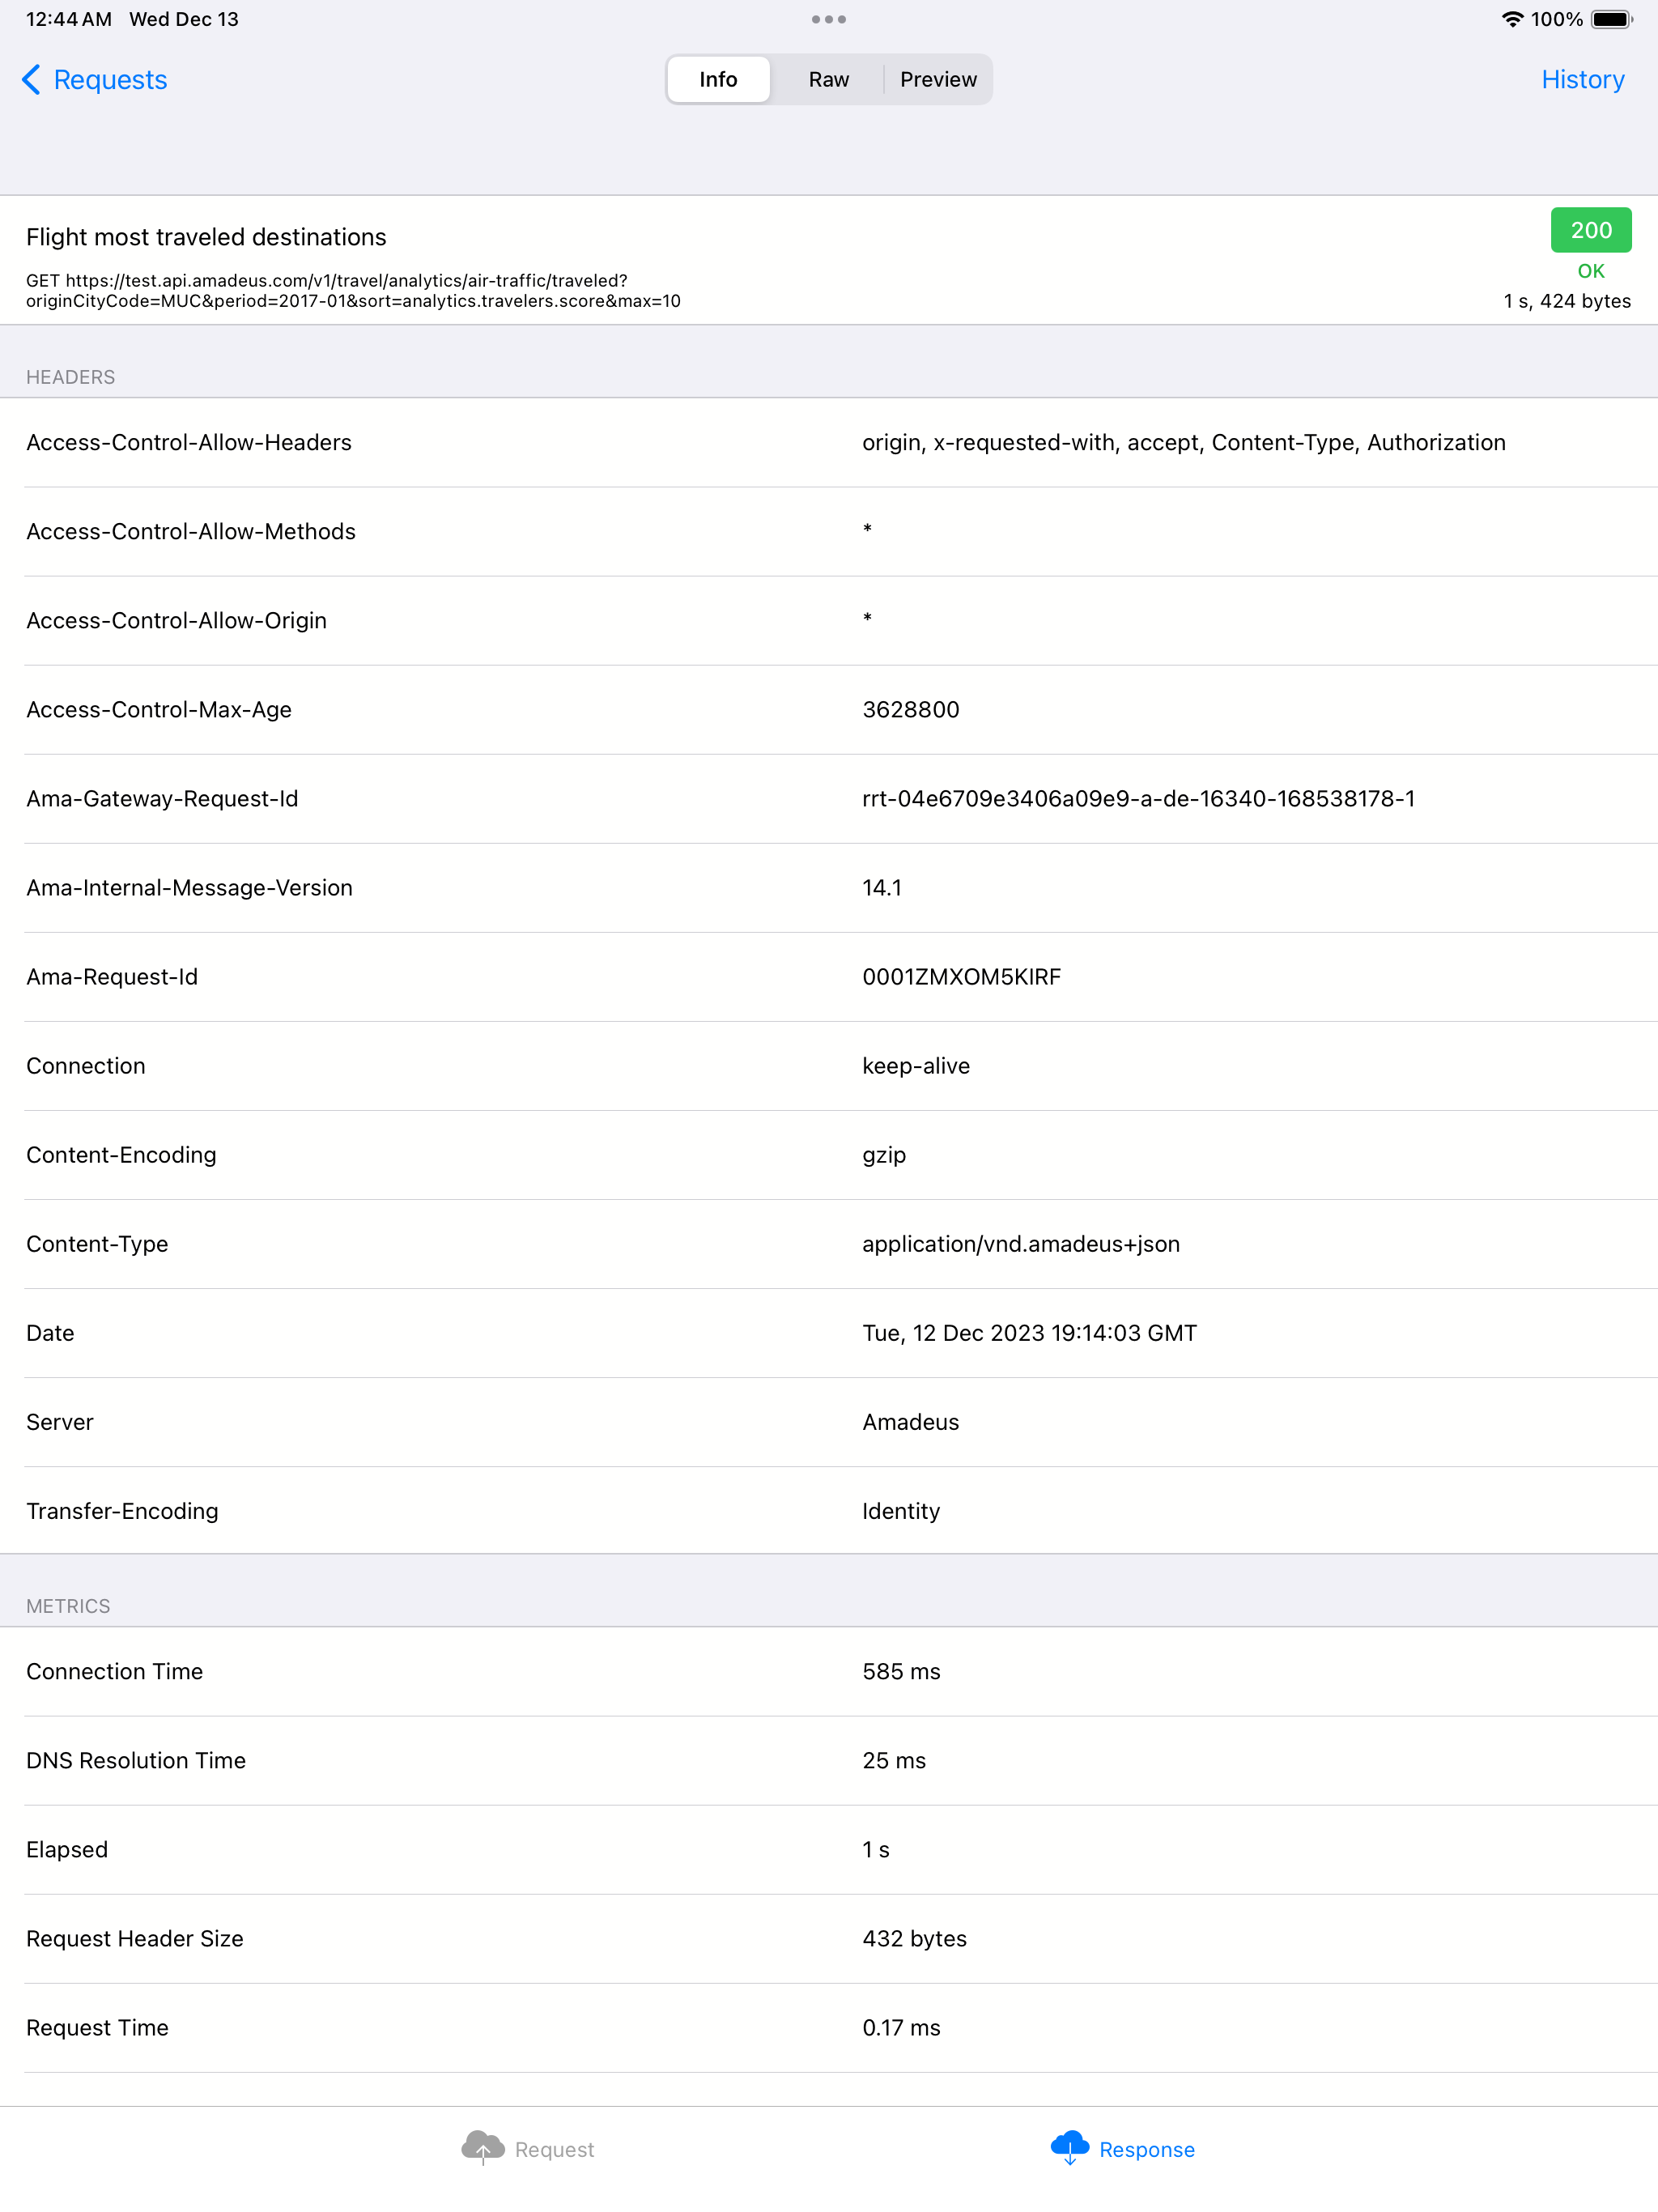 12:44 AM Wed Dec 13
100%
Requests
Info Raw Preview
History
Flight most traveled destinations
200
GET https://test.api.amadeus.com/v1/travel/analytics/air-traffic/traveled?
originCityCode=MUC&period=2017-01&sort=analytics.travelers.score&max=10
OK
1 s, 424 bytes
HEADERS
Access-Control-Allow-Headers origin, x-requested-with, accept, Content-Type, Authorization
Access-Control-Allow-Methods *
Access-Control-Allow-Origin *
Access-Control-Max-Age 3628800
Ama-Gateway-Request-Id rrt-04e6709e3406a09e9-a-de-16340-168538178-1
Ama-Internal-Message-Version 14.1
Ama-Request-Id 0001ZMXOM5KIRF
Connection keep-alive
Content-Encoding gzip
Content-Type application/vnd.amadeus+json
Date Tue, 12 Dec 2023 19:14:03 GMT
Server Amadeus
Transfer-Encoding Identity
METRICS
Connection Time 585 ms
DNS Resolution Time 25 ms
Elapsed 1 s
Request Header Size 432 bytes
Request Time 0.17 ms
Request Response